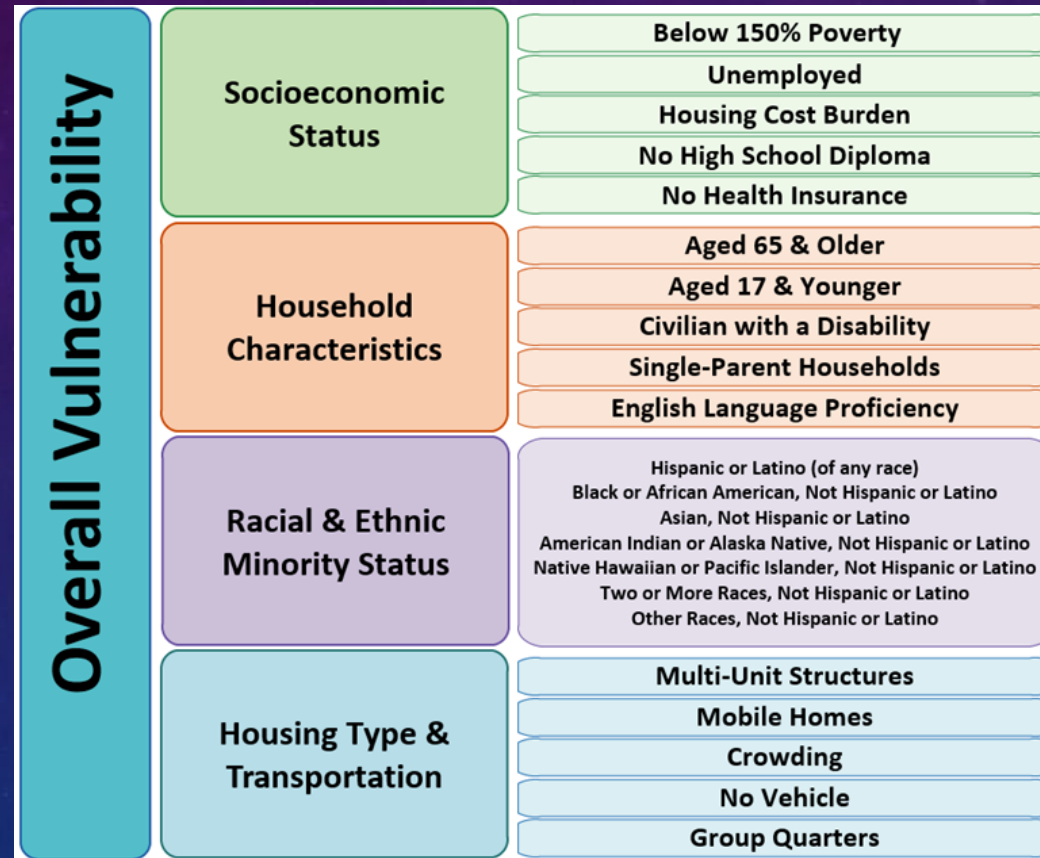 Overall Vulnerability
Socioeconomic
Status
Below 150% Poverty
Unemployed
Housing Cost Burden
No High School Diploma
No Health Insurance
Household
Characteristics
Aged 65 & Older
Aged 17 & Younger
Civilian with a Disability
Single-Parent Households
English Language Proficiency
Racial & Ethnic
Minority Status
Hispanic or Latino (of any race)
Black or African American, Not Hispanic or Latino
Asian, Not Hispanic or Latino
American Indian or Alaska Native, Not Hispanic or Latino
Native Hawaiian or Pacific Islander, Not Hispanic or Latino
Two or More Races, Not Hispanic or Latino
Other Races, Not Hispanic or Latino
Housing Type &
Transportation
Multi-Unit Structures
Mobile Homes
Crowding
No Vehicle
Group Quarters